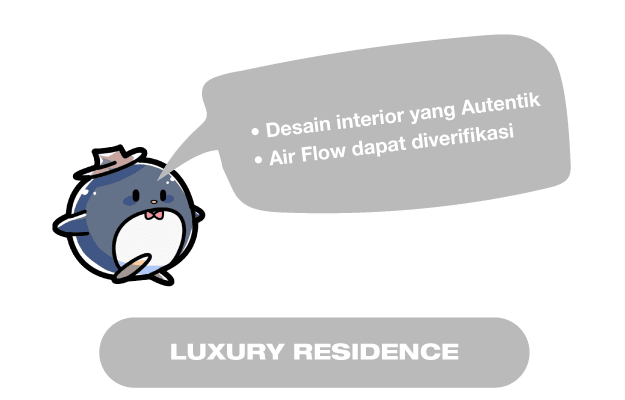 • Desain interior yang Autentik
• Air Flow dapat diverifikasi
LUXURY RESIDENCE